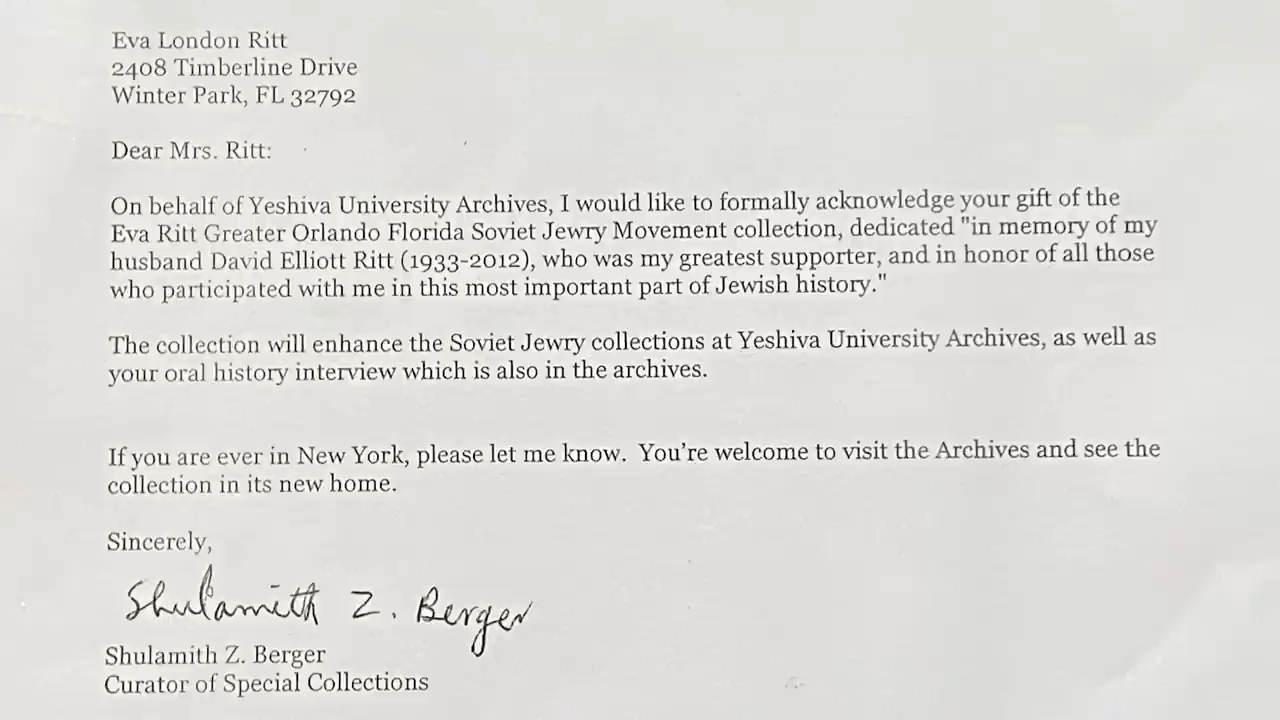 Eva London Ritt
2408 Timberline Drive
Winter Park, FL 32792
Dear Mrs. Ritt:
On behalf of Yeshiva University Archives, I would like to formally acknowledge your gift of the
Eva Ritt Greater Orlando Florida Soviet Jewry Movement collection, dedicated "in memory of my
husband David Elliott Ritt (1933-2012), who was my greatest supporter, and in honor of all those
who participated with me in this most important part of Jewish history."
The collection will enhance the Soviet Jewry collections at Yeshiva University Archives, as well as
your oral history interview which is also in the archives.
If you are ever in New York, please let me know. You’re welcome to visit the Archives and see the
collection in its new home.
Sincerely,
Shulamith Z. Berger
Shulamith Z. Berger
Curator of Special Collections